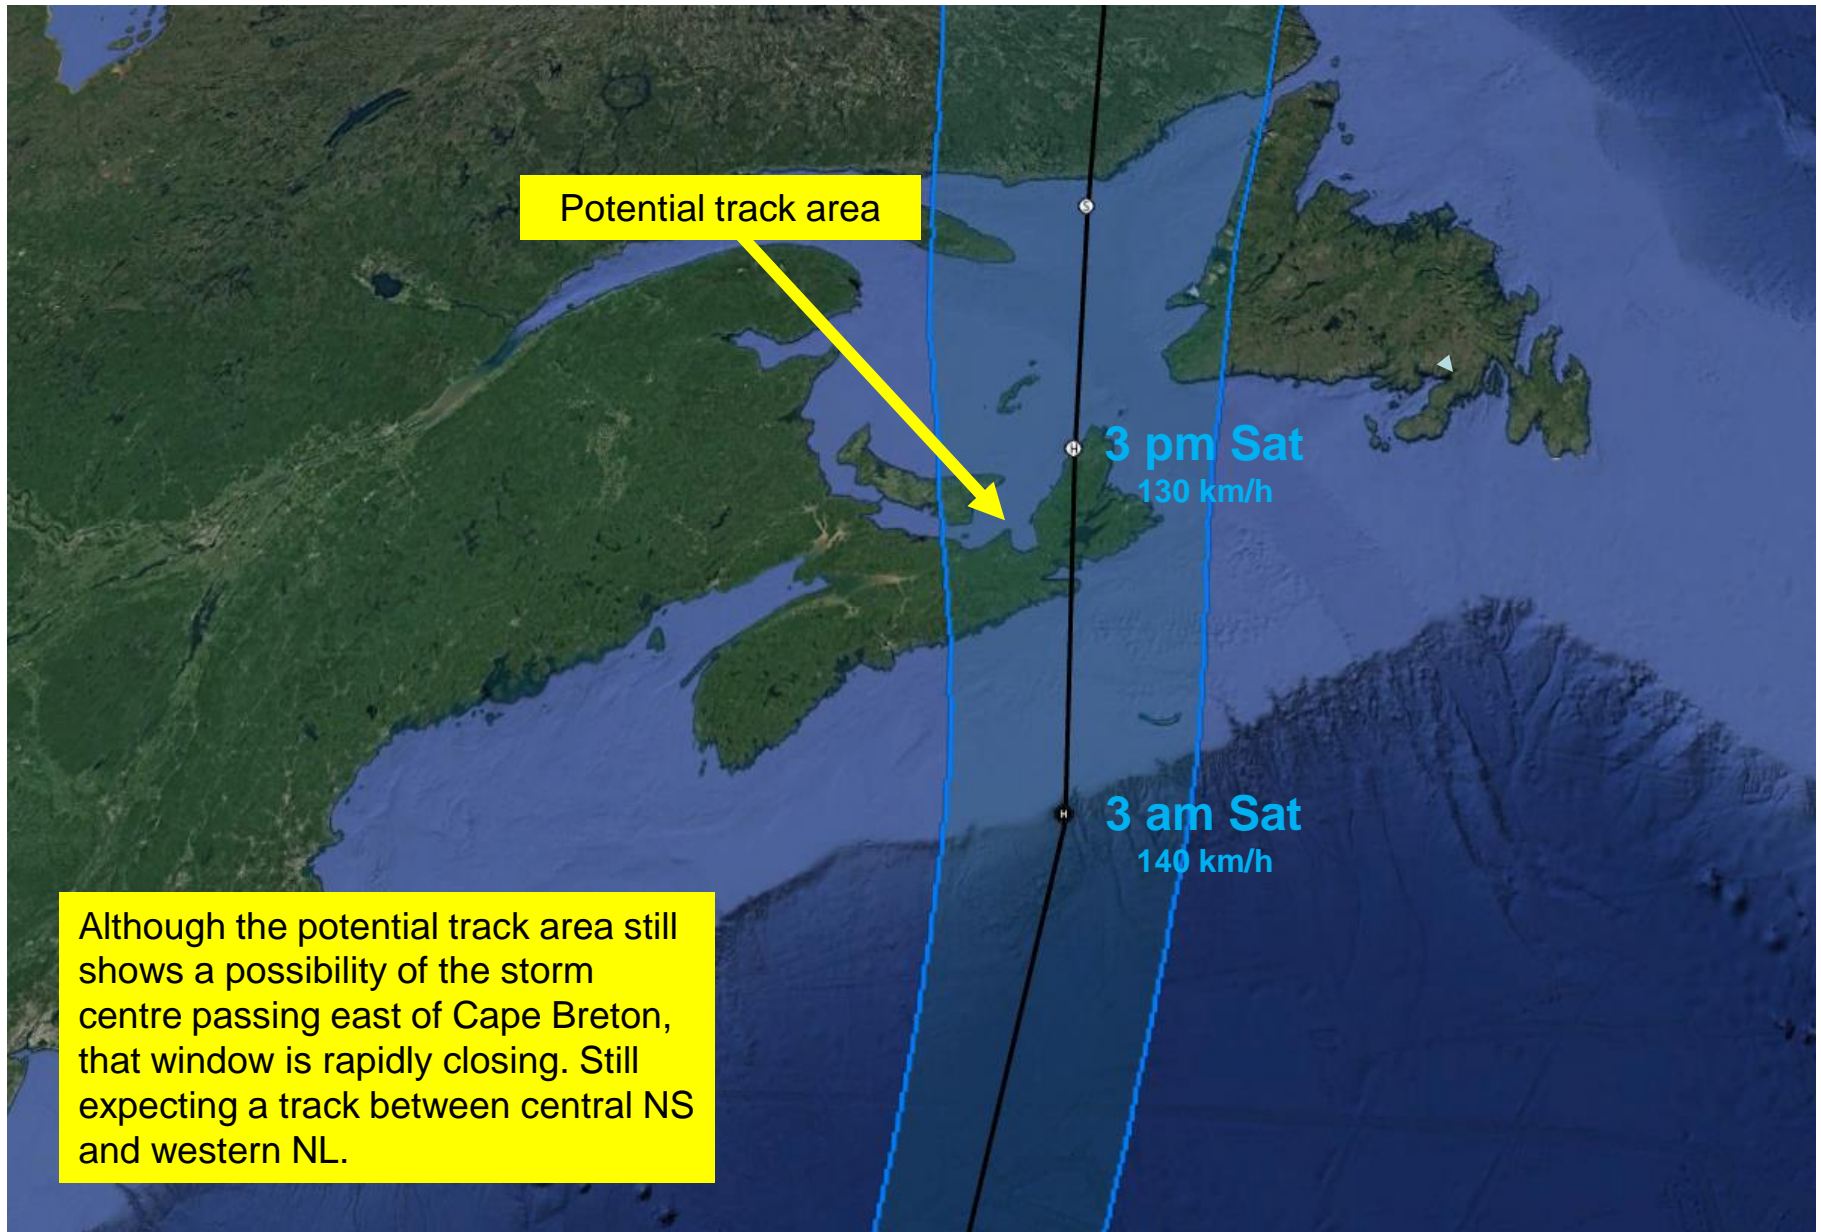 Potential track area
S
H
3 pm Sat
130 km/h
H
3 am Sat
140 km/h
Although the potential track area still
shows a possibility of the storm
centre passing east of Cape Breton,
that window is rapidly closing. Still
expecting a track between central NS
and western NL.